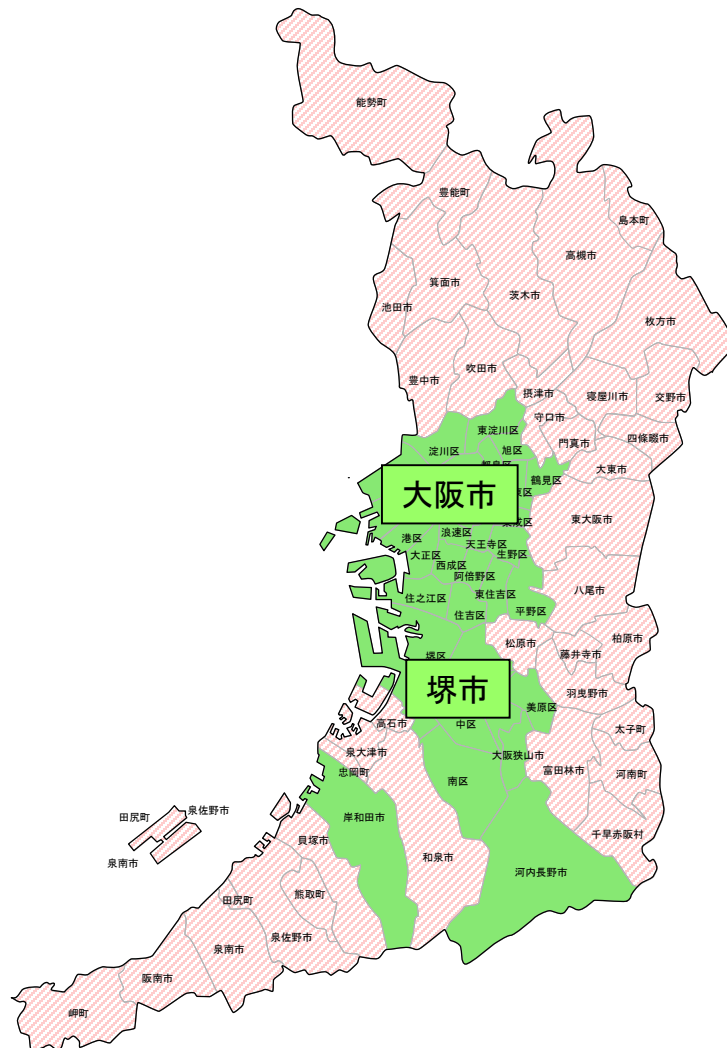 能勢町
豊能町
島本町
高槻市
箕面市
茨木市
池田市
枚方市
吹田市
豊中市
摂津市
寝屋川市
交野市
守口市
東淀川区
門真市
四條畷市
淀川区
旭区
大東市
鶴見区
大阪市
東大阪市
港区
浪速区
天王寺区
大正区
生野区
西成区
阿倍野区
八尾市
住之江区
東住吉区
平野区
住吉区
松原市
柏原市
藤井寺市
堺市
羽曳野市
美原区
高石市
中区
太子町
泉大津市
大阪狭山市
忠岡町
富田林市
河南町
南区
泉佐野市
田尻町
岸和田市
貝塚市
千早赤阪村
和泉市
泉南市
河内長野市
熊取町
田尻町
泉佐野市
泉南市
阪南市
岬町